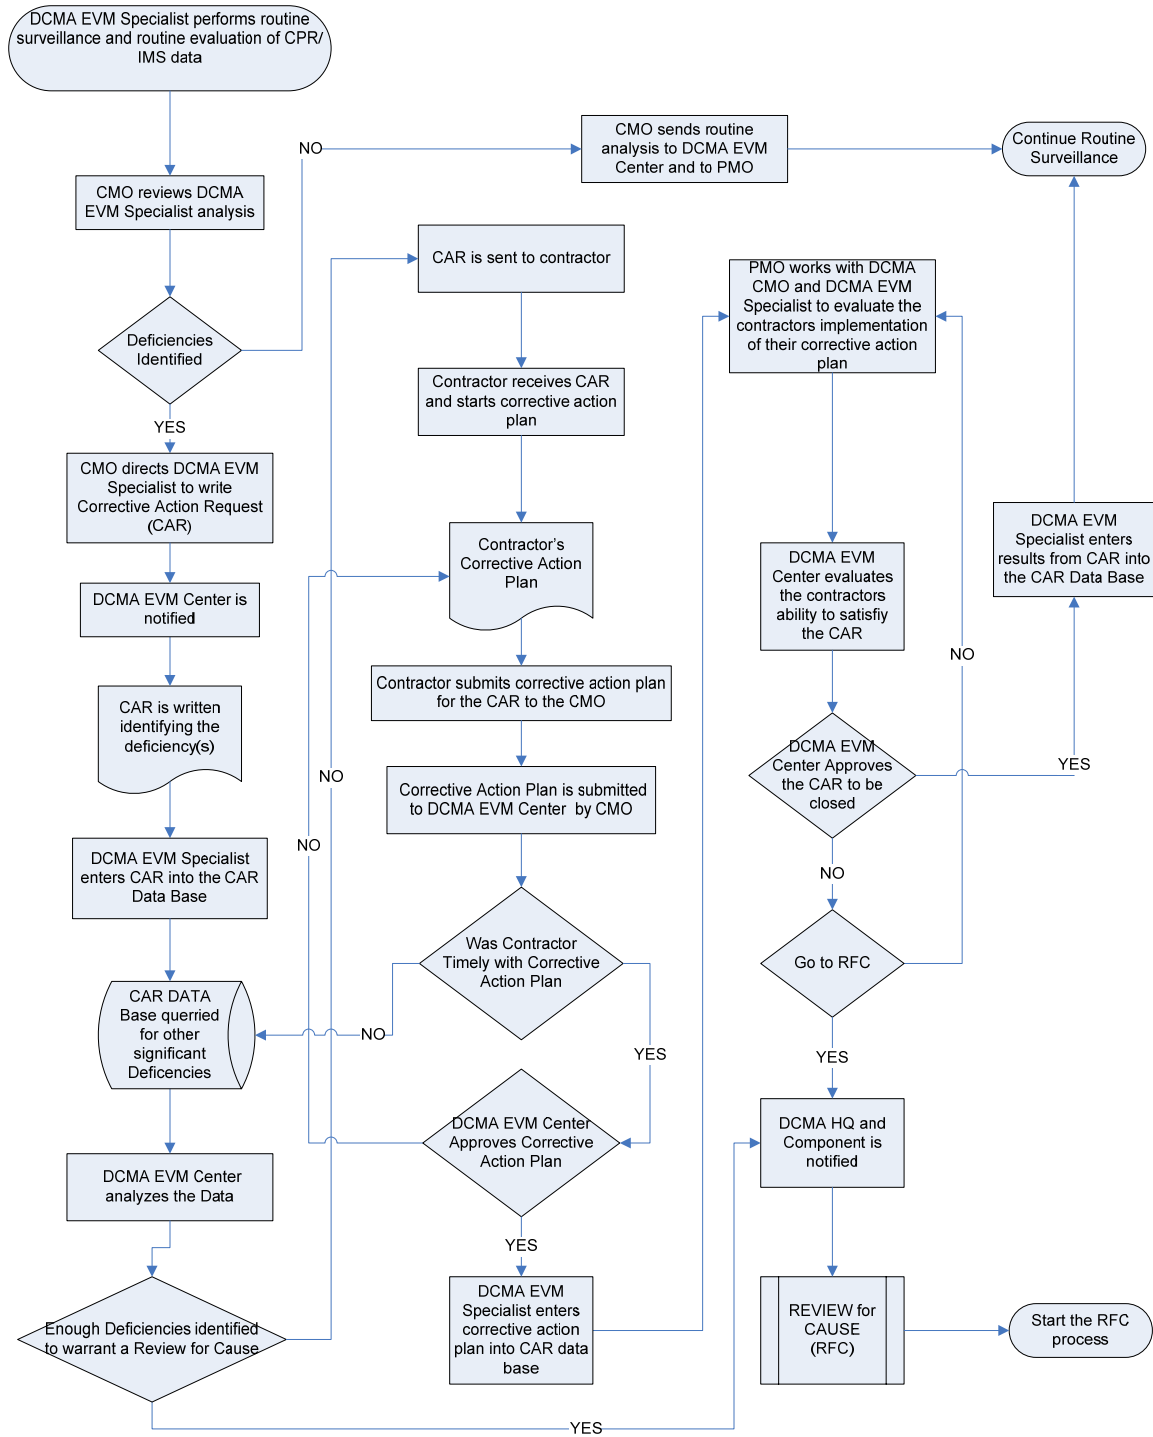 DCMA EVM Specialist performs routine
surveillance and routine evaluation of CPR/
IMS data
CMO reviews DCMA
EVM Specialist analysis
Deficiencies
Identified
NO
CMO sends routine
analysis to DCMA EVM
Center and to PMO
Continue Routine
Surveillance
YES
CMO directs DCMA EVM
Specialist to write
Corrective Action Request
(CAR)
DCMA EVM Center is
notified
CAR is written
identifying the
deficiency(s)
DCMA EVM Specialist
enters CAR into the CAR
Data Base
CAR DATA
Base querried
for other
significant
Deficencies
DCMA EVM Center
analyzes the Data
Enough Deficiencies identified
to warrant a Review for Cause
NO
YES
CAR is sent to contractor
Contractor receives CAR
and starts corrective action
plan
Contractor's
Corrective Action
Plan
Contractor submits corrective action plan
for the CAR to the CMO
Corrective Action Plan is submitted
to DCMA EVM Center by CMO
Was Contractor
Timely with Corrective
Action Plan
NO
YES
DCMA EVM Center
Approves Corrective
Action Plan
NO
YES
DCMA EVM
Specialist enters
corrective action
plan into CAR data
base
PMO works with DCMA
CMO and DCMA EVM
Specialist to evaluate the
contractors implementation
of their corrective action
plan
DCMA EVM
Center evaluates
the contractors
ability to satisfiy
the CAR
DCMA EVM
Center Approves
the CAR to be
closed
YES
DCMA EVM
Specialist enters
results from CAR into
the CAR Data Base
NO
Go to RFC
NO
YES
DCMA HQ and
Component is
notified
REVIEW for
CAUSE
(RFC)
Start the RFC
process